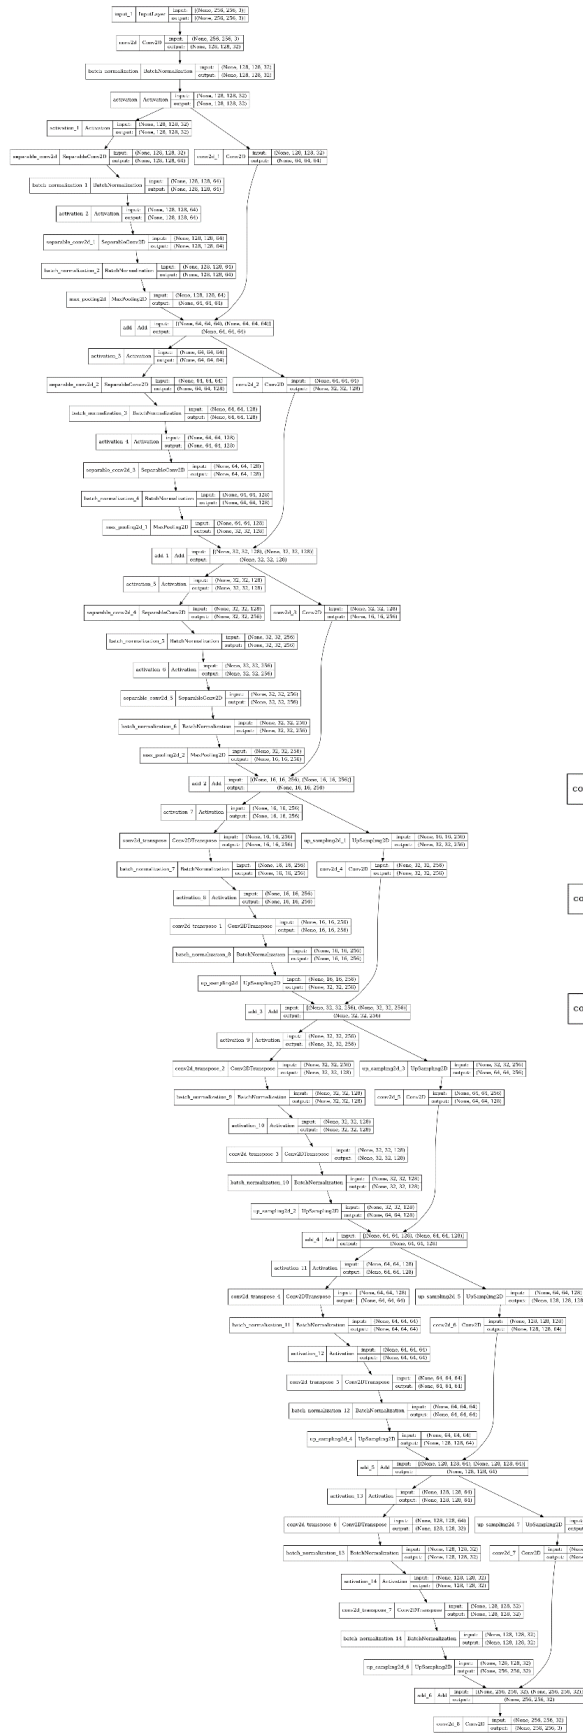 input_1 InputLayer input: [(None, 256, 256, 3)]
output: [(None, 256, 256, 3)]
conv2d Conv2D input: (None, 256, 256, 3)
output: (None, 128, 128, 32)
batch_normalization BatchNormalization input: (None, 128, 128, 32)
output: (None, 128, 128, 32)
activation Activation input: (None, 128, 128, 32)
output: (None, 128, 128, 32)
activation_1 Activation input: (None, 128, 128, 32)
output: (None, 128, 128, 32)
separable_conv2d SeparableConv2D input: (None, 128, 128, 32) conv2d_1 Conv2D input: (None, 128, 128, 32)
output: (None, 128, 128, 64) output: (None, 64, 64, 64)
batch_normalization_1 BatchNormalization input: (None, 128, 128, 64)
output: (None, 128, 128, 64)
activation_2 Activation input: (None, 128, 128, 64)
output: (None, 128, 128, 64)
separable_conv2d_1 SeparableConv2D input: (None, 128, 128, 64)
output: (None, 128, 128, 64)
batch_normalization_2 BatchNormalization input: (None, 128, 128, 64)
output: (None, 128, 128, 64)
max_pooling2d MaxPooling2D input: (None, 128, 128, 64)
output: (None, 64, 64, 64)
add Add input: [(None, 64, 64, 64), (None, 64, 64, 64)]
output: (None, 64, 64, 64)
activation_3 Activation input: (None, 64, 64, 64)
output: (None, 64, 64, 64)
separable_conv2d_2 SeparableConv2D input: (None, 64, 64, 64) conv2d_2 Conv2D input: (None, 64, 64, 64)
output: (None, 64, 64, 128) output: (None, 32, 32, 128)
batch_normalization_3 BatchNormalization input: (None, 64, 64, 128)
output: (None, 64, 64, 128)
activation_4 Activation input: (None, 64, 64, 128)
output: (None, 64, 64, 128)
separable_conv2d_3 SeparableConv2D input: (None, 64, 64, 128)
output: (None, 64, 64, 128)
batch_normalization_4 BatchNormalization input: (None, 64, 64, 128)
output: (None, 64, 64, 128)
max_pooling2d_1 MaxPooling2D input: (None, 64, 64, 128)
output: (None, 32, 32, 128)
add_1 Add input: [(None, 32, 32, 128), (None, 32, 32, 128)]
output: (None, 32, 32, 128)
activation_5 Activation input: (None, 32, 32, 128)
output: (None, 32, 32, 128)
separable_conv2d_4 SeparableConv2D input: (None, 32, 32, 128) conv2d_3 Conv2D input: (None, 32, 32, 128)
output: (None, 32, 32, 256) output: (None, 16, 16, 256)
batch_normalization_5 BatchNormalization input: (None, 32, 32, 256)
output: (None, 32, 32, 256)
activation_6 Activation input: (None, 32, 32, 256)
output: (None, 32, 32, 256)
separable_conv2d_5 SeparableConv2D input: (None, 32, 32, 256)
output: (None, 32, 32, 256)
batch_normalization_6 BatchNormalization input: (None, 32, 32, 256)
output: (None, 32, 32, 256)
max_pooling2d_2 MaxPooling2D input: (None, 32, 32, 256)
output: (None, 16, 16, 256)
add_2 Add input: [(None, 16, 16, 256), (None, 16, 16, 256)]
output: (None, 16, 16, 256)
co
activation_7 Activation input: (None, 16, 16, 256)
output: (None, 16, 16, 256)
conv2d_transpose Conv2DTranspose input: (None, 16, 16, 256) up_sampling2d_1 UpSampling2D input: (None, 16, 16, 256)
output: (None, 16, 16, 256) output: (None, 32, 32, 256)
batch_normalization_7 BatchNormalization input: (None, 16, 16, 256) conv2d_4 Conv2D input: (None, 32, 32, 256)
output: (None, 16, 16, 256) output: (None, 32, 32, 256)
activation_8 Activation input: (None, 16, 16, 256)
output: (None, 16, 16, 256)
co
conv2d_transpose_1 Conv2DTranspose input: (None, 16, 16, 256)
output: (None, 16, 16, 256)
batch_normalization_8 BatchNormalization input: (None, 16, 16, 256)
output: (None, 16, 16, 256)
up_sampling2d UpSampling2D input: (None, 16, 16, 256)
output: (None, 32, 32, 256)
add_3 Add input: [(None, 32, 32, 256), (None, 32, 32, 256)]
output: (None, 32, 32, 256)
co
activation_9 Activation input: (None, 32, 32, 256)
output: (None, 32, 32, 256)
conv2d_transpose_2 Conv2DTranspose input: (None, 32, 32, 256) up_sampling2d_3 UpSampling2D input: (None, 32, 32, 256)
output: (None, 32, 32, 128) output: (None, 64, 64, 256)
batch_normalization_9 BatchNormalization input: (None, 32, 32, 128) conv2d_5 Conv2D input: (None, 64, 64, 256)
output: (None, 32, 32, 128) output: (None, 64, 64, 128)
activation_10 Activation input: (None, 32, 32, 128)
output: (None, 32, 32, 128)
conv2d_transpose_3 Conv2DTranspose input: (None, 32, 32, 128)
output: (None, 32, 32, 128)
batch_normalization_10 BatchNormalization input: (None, 32, 32, 128)
output: (None, 32, 32, 128)
up_sampling2d_2 UpSampling2D input: (None, 32, 32, 128)
output: (None, 64, 64, 128)
add_4 Add input: [(None, 64, 64, 128), (None, 64, 64, 128)]
output: (None, 64, 64, 128)
activation_11 Activation input: (None, 64, 64, 128)
output: (None, 64, 64, 128)
conv2d_transpose_4 Conv2DTranspose input: (None, 64, 64, 128) up_sampling2d_5 UpSampling2D input: (None, 64, 64, 128
output: (None, 64, 64, 64) output: (None, 128, 128, 128
batch_normalization_11 BatchNormalization input: (None, 64, 64, 64) conv2d_6 Conv2D input: (None, 128, 128, 128)
output: (None, 64, 64, 64) output: (None, 128, 128, 64)
activation_12 Activation input: (None, 64, 64, 64)
output: (None, 64, 64, 64)
conv2d_transpose_5 Conv2DTranspose input: (None, 64, 64, 64)
output: (None, 64, 64, 64)
batch_normalization_12 BatchNormalization input: (None, 64, 64, 64)
output: (None, 64, 64, 64)
up_sampling2d_4 UpSampling2D input: (None, 64, 64, 64)
output: (None, 128, 128, 64)
add_5 Add input: [(None, 128, 128, 64), (None, 128, 128, 64)]
output: (None, 128, 128, 64)
activation_13 Activation input: (None, 128, 128, 64)
output: (None, 128, 128, 64)
conv2d_transpose_6 Conv2DTranspose input: (None, 128, 128, 64) up_sampling2d_7 UpSampling2D
output: (None, 128, 128, 32)
batch_normalization_13 BatchNormalization input: (None, 128, 128, 32) conv2d_7 Conv2D input:
output: (None, 128, 128, 32) output:
activation_14 Activation input: (None, 128, 128, 32)
output: (None, 128, 128, 32)
conv2d_transpose_7 Conv2DTranspose input: (None, 128, 128, 32)
output: (None, 128, 128, 32)
batch_normalization_14 BatchNormalization input: (None, 128, 128, 32)
output: (None, 128, 128, 32)
up_sampling2d_6 UpSampling2D input: (None, 128, 128, 32)
output: (None, 256, 256, 32)
add_6 Add input: [(None, 256, 256, 32), (None, 256, 256, 32)]
output: (None, 256, 256, 32)
conv2d_8 Conv2D input: (None, 256, 256, 32)
output: (None, 256, 256, 3)